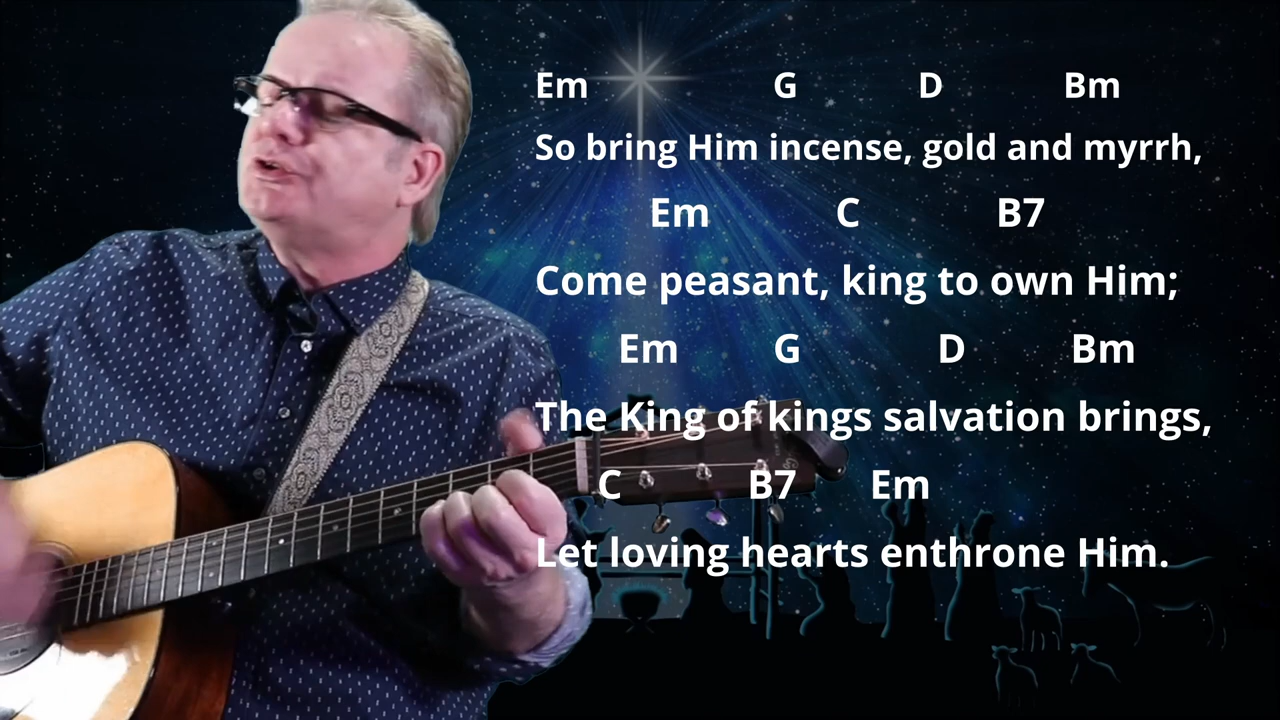 Em G D Bm
So bring Him incense, gold and myrrh,
Em C B7
Come peasant, king to own Him;
Em G D Bm
The King of kings salvation brings,
C B7 Em
Let loving hearts enthrone Him.